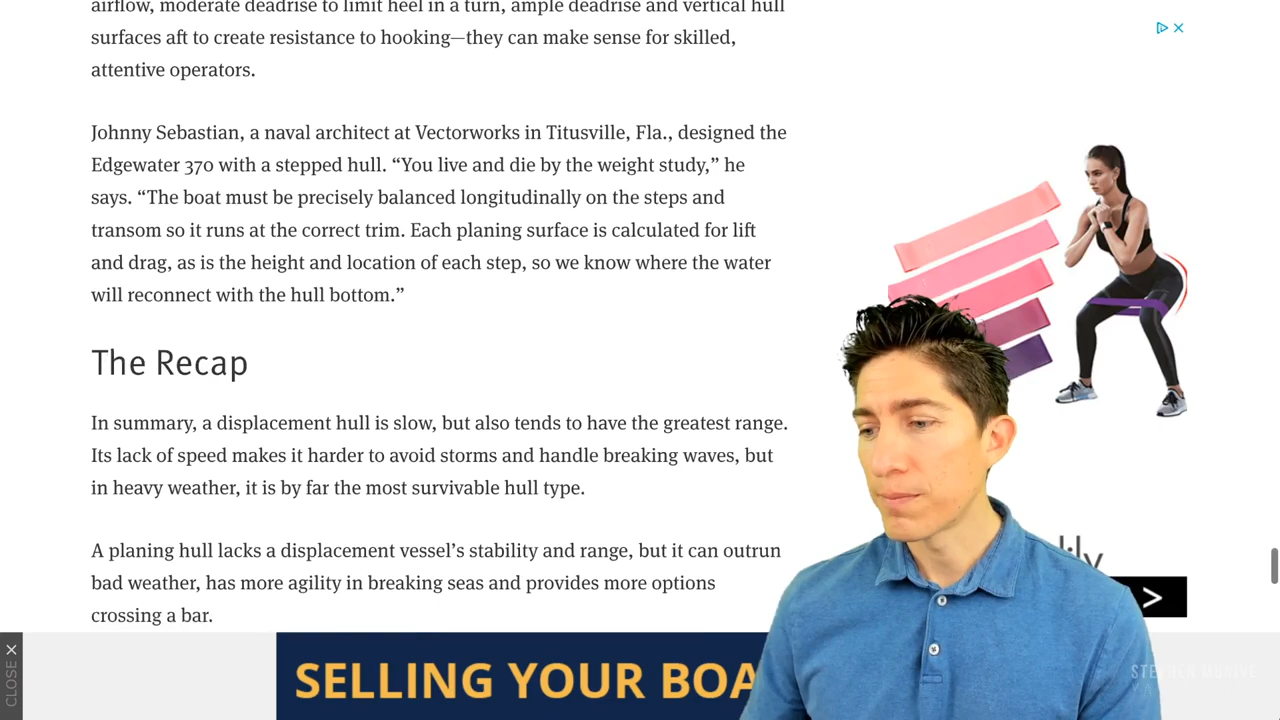 airflow, moderate deadrise to limit heel in a turn, ample deadrise and vertical hull
surfaces aft to create resistance to hooking—they can make sense for skilled,
attentive operators.
Johnny Sebastian, a naval architect at Vectorworks in Titusville, Fla., designed the
Edgewater 370 with a stepped hull. “You live and die by the weight study,” he
says. “The boat must be precisely balanced longitudinally on the steps and
transom so it runs at the correct trim. Each planing surface is calculated for lift
and drag, as is the height and location of each step, so we know where the water
will reconnect with the hull bottom.”
The Recap
In summary, a displacement hull is slow, but also tends to have the greatest range.
Its lack of speed makes it harder to avoid storms and handle breaking waves, but
in heavy weather, it is by far the most survivable hull type.
A planing hull lacks a displacement vessel’s stability and range, but it can outrun
bad weather, has more agility in breaking seas and provides more options
crossing a bar.
CLOSE X
SELLING YOUR BOA